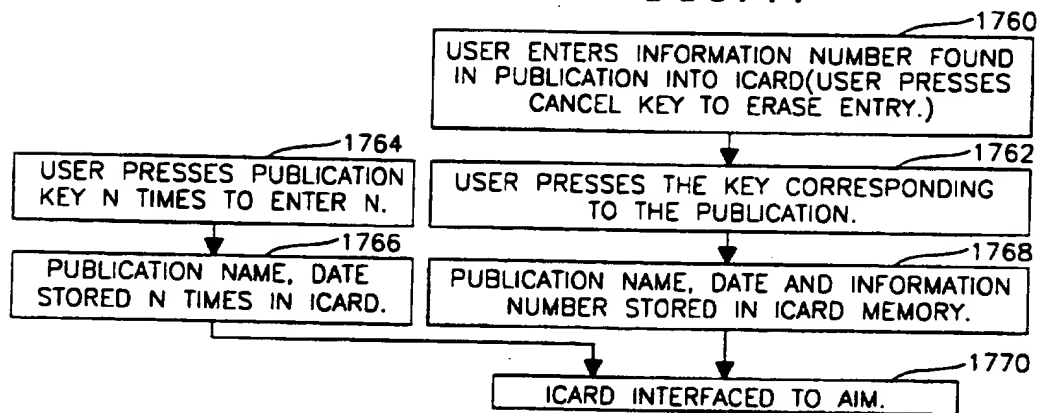 1760
USER ENTERS INFORMATION NUMBER FOUND
IN PUBLICATION INTO ICARD(USER PRESSES
CANCEL KEY TO ERASE ENTRY.)
1764
USER PRESSES PUBLICATION
KEY N TIMES TO ENTER N.
1762
USER PRESSES THE KEY CORRESPONDING
TO THE PUBLICATION.
1766
PUBLICATION NAME, DATE
STORED N TIMES IN ICARD.
1768
PUBLICATION NAME, DATE AND INFORMATION
NUMBER STORED IN ICARD MEMORY.
1770
ICARD INTERFACED TO AIM.